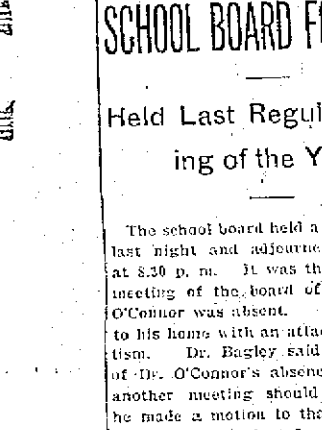 SCHOOL BOARD
Held Last Regu
ing of the Y
The school board held a
last night and adjourne
at 8.30 p. m. It was th
meeting of the board of
O'Connor was absent.
to his home with an atta
tism. Dr. Bagley said
of Dr. O'Connor's absenc
another meeting should
he made a motion to tha